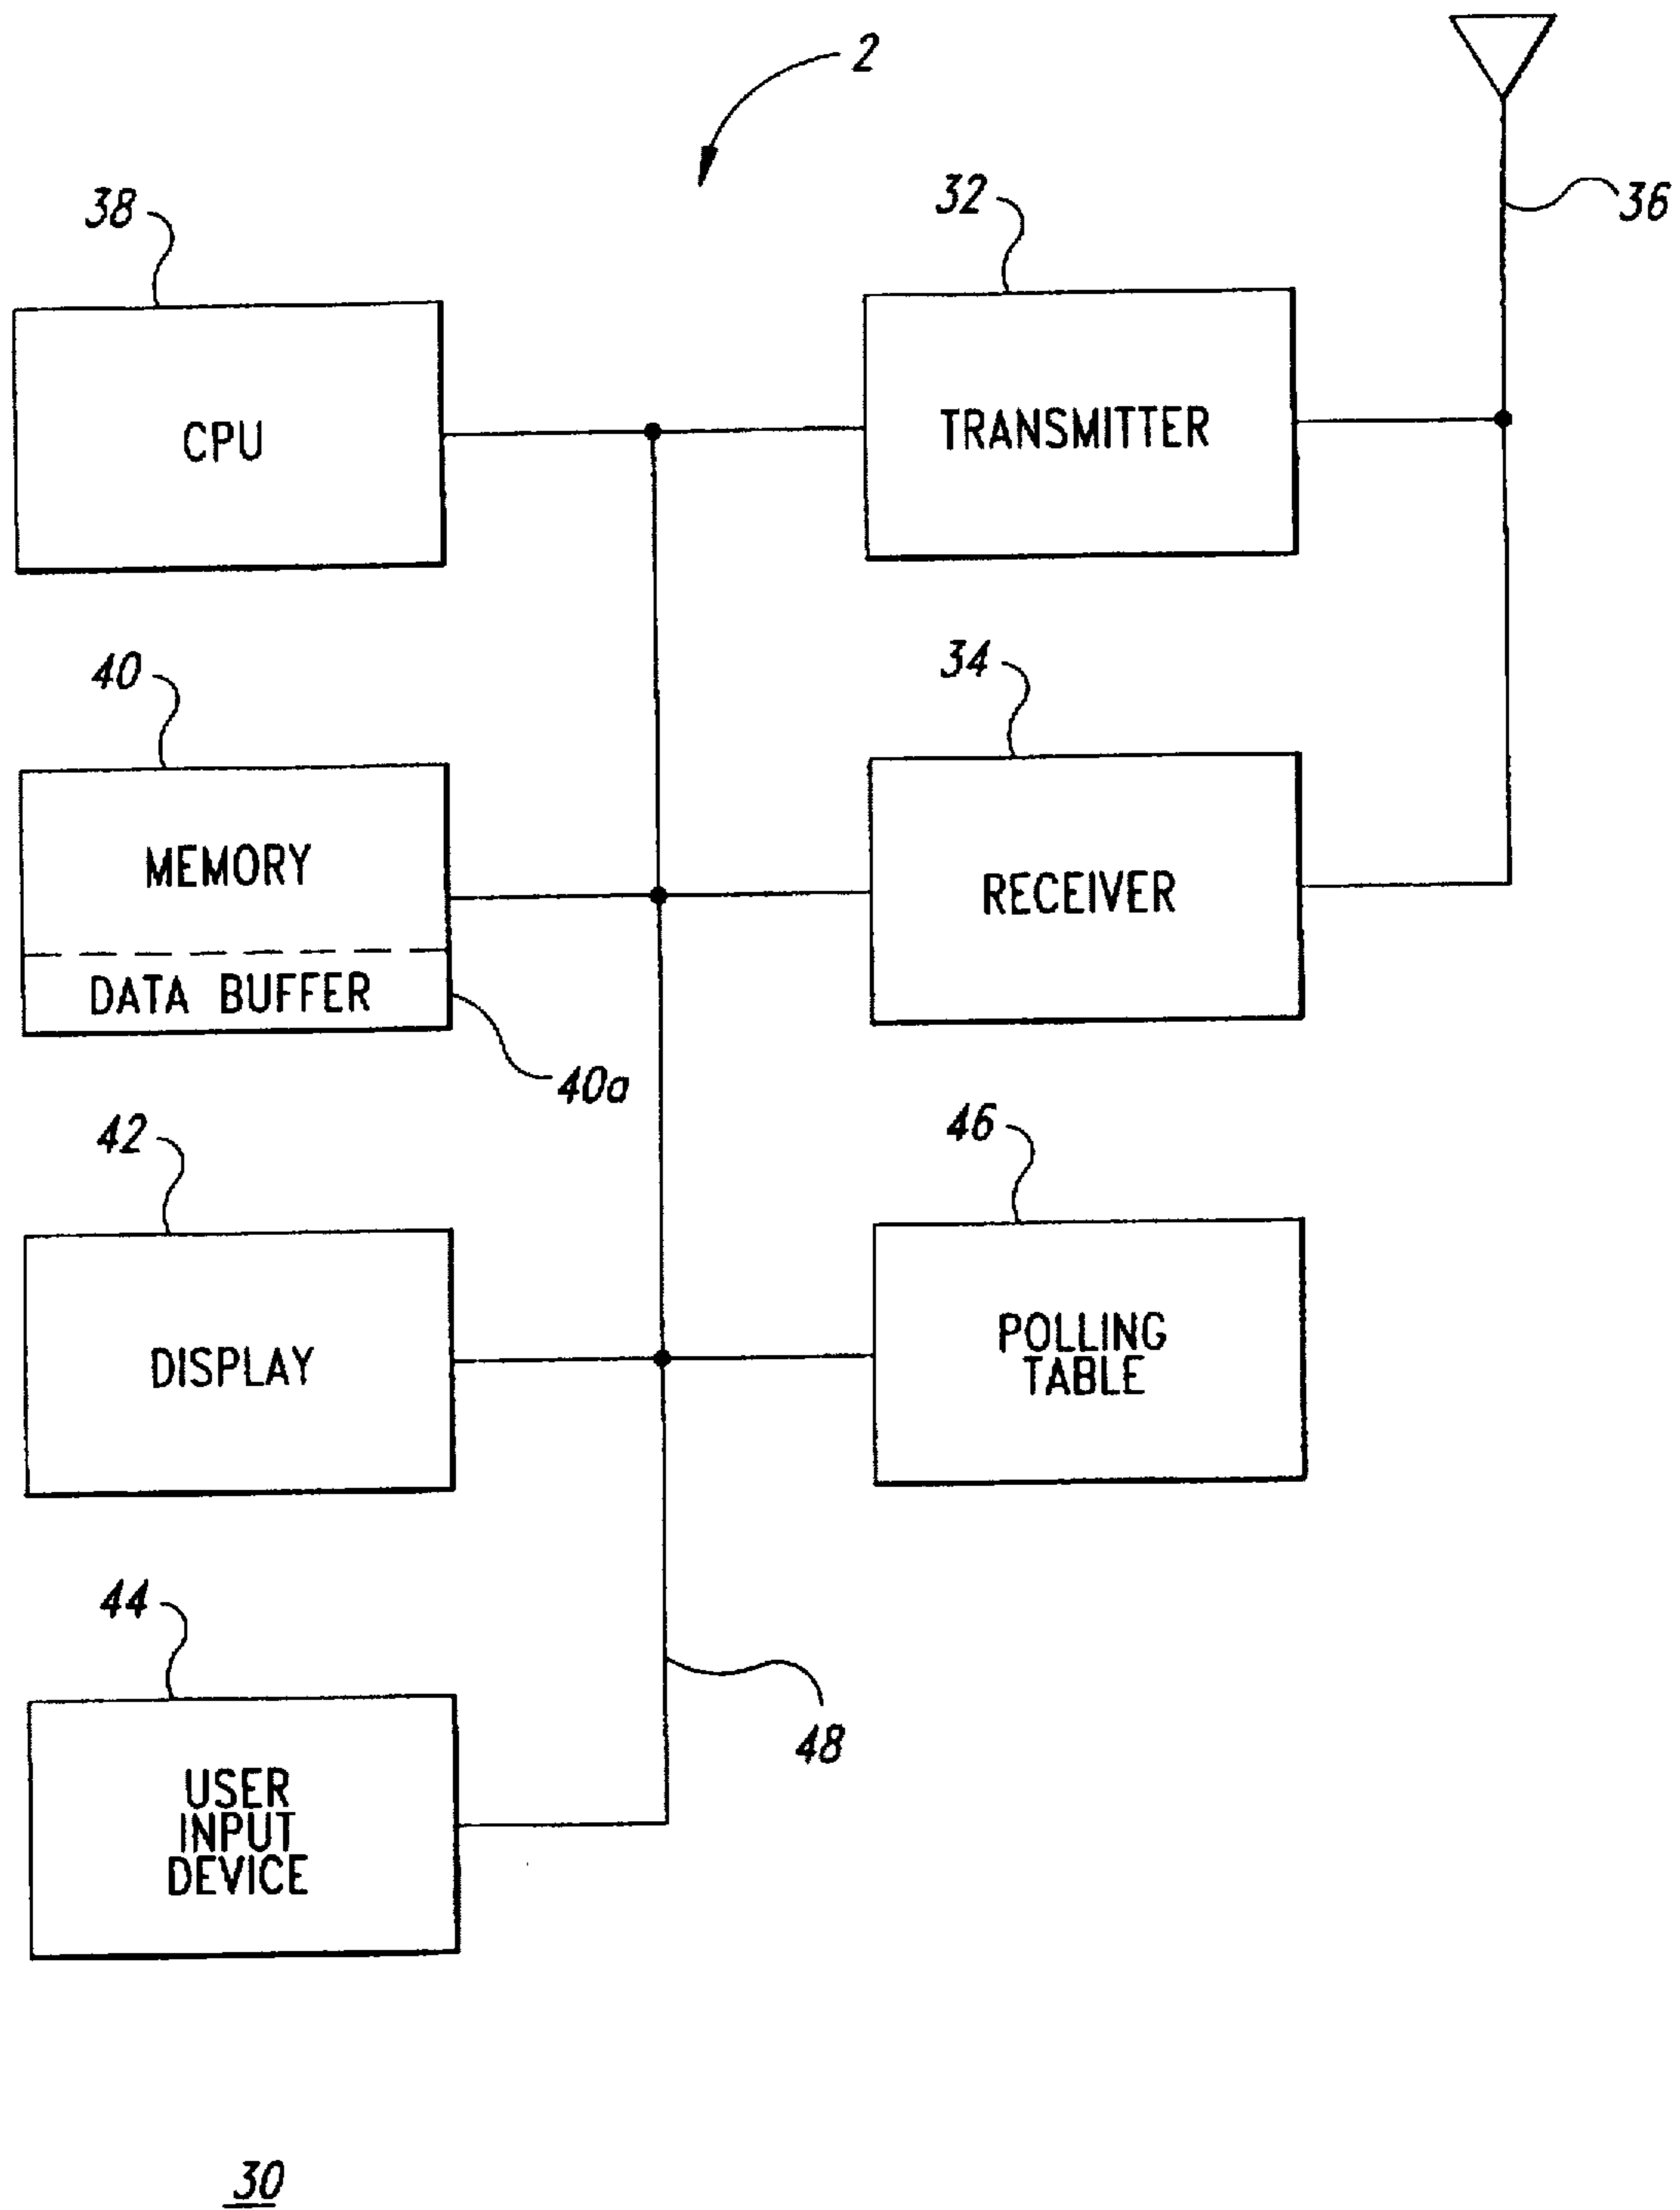 2
36
38
32
CPU
TRANSMITTER
40
34
MEMORY
RECEIVER
DATA BUFFER
40a
42
46
DISPLAY
POLLING
TABLE
44
48
USER
INPUT
DEVICE
30